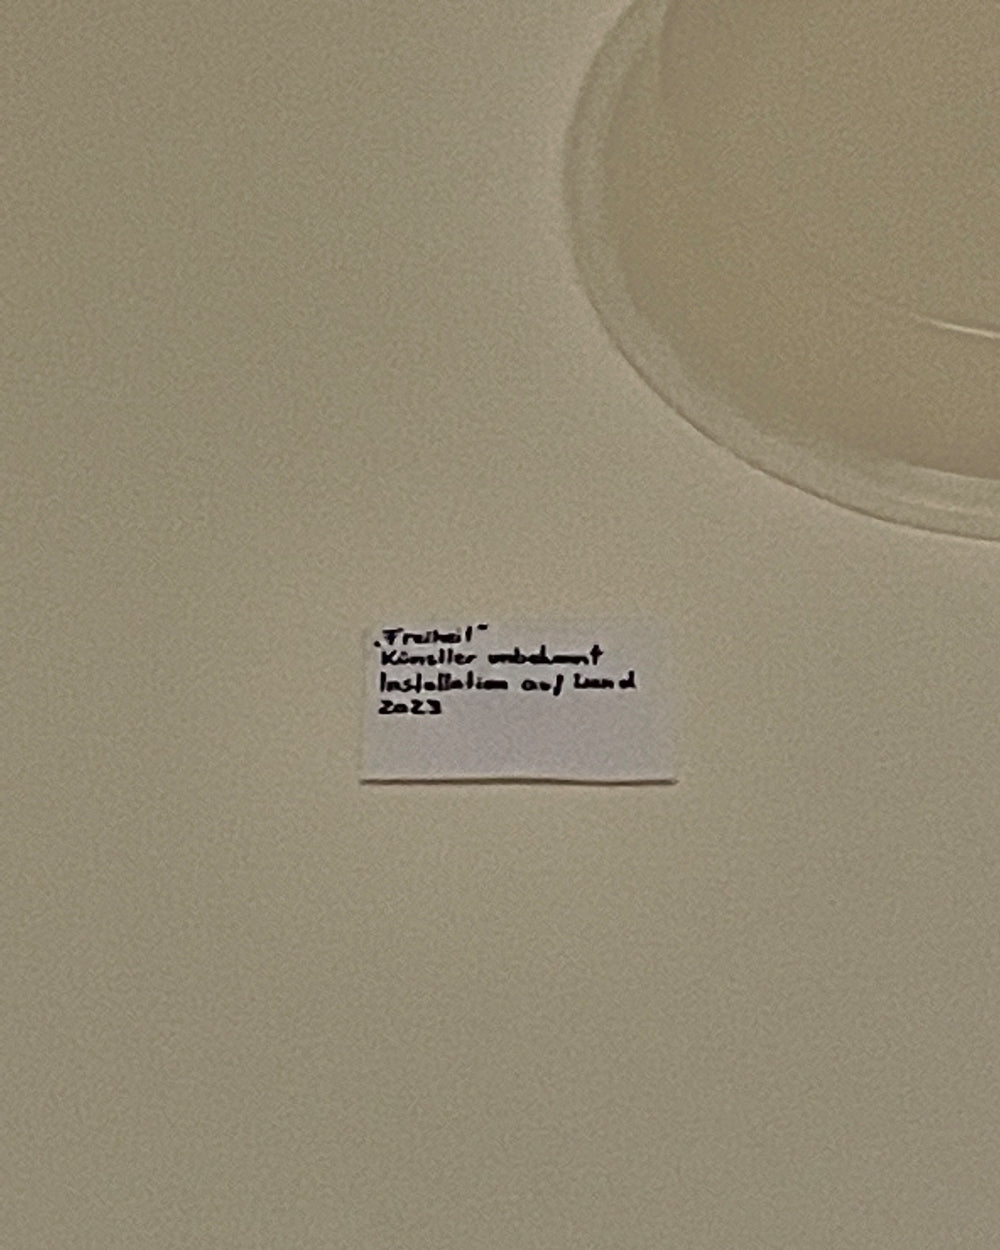 „Freiheit“
Künstler unbekannt
Installation auf Wand
2023